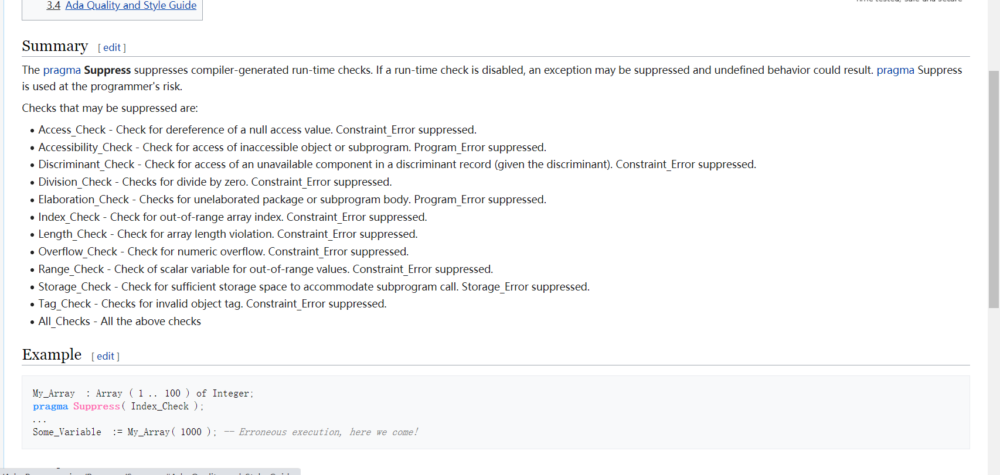 3.4 Ada Quality and Style Guide
Time tested, safe and secure
Summary [ edit ]
The pragma Suppress suppresses compiler-generated run-time checks. If a run-time check is disabled, an exception may be suppressed and undefined behavior could result. pragma Suppress
is used at the programmer's risk.
Checks that may be suppressed are:
• Access_Check - Check for dereference of a null access value. Constraint_Error suppressed.
• Accessibility_Check - Check for access of inaccessible object or subprogram. Program_Error suppressed.
• Discriminant_Check - Check for access of an unavailable component in a discriminant record (given the discriminant). Constraint_Error suppressed.
• Division_Check - Checks for divide by zero. Constraint_Error suppressed.
• Elaboration_Check - Checks for unelaborated package or subprogram body. Program_Error suppressed.
• Index_Check - Check for out-of-range array index. Constraint_Error suppressed.
• Length_Check - Check for array length violation. Constraint_Error suppressed.
• Overflow_Check - Check for numeric overflow. Constraint_Error suppressed.
• Range_Check - Check of scalar variable for out-of-range values. Constraint_Error suppressed.
• Storage_Check - Check for sufficient storage space to accommodate subprogram call. Storage_Error suppressed.
• Tag_Check - Checks for invalid object tag. Constraint_Error suppressed.
• All_Checks - All the above checks
Example [ edit ]
My_Array : Array ( 1 .. 100 ) of Integer;
pragma Suppress( Index_Check );
...
Some_Variable := My_Array( 1000 ); -- Erroneous execution, here we come!